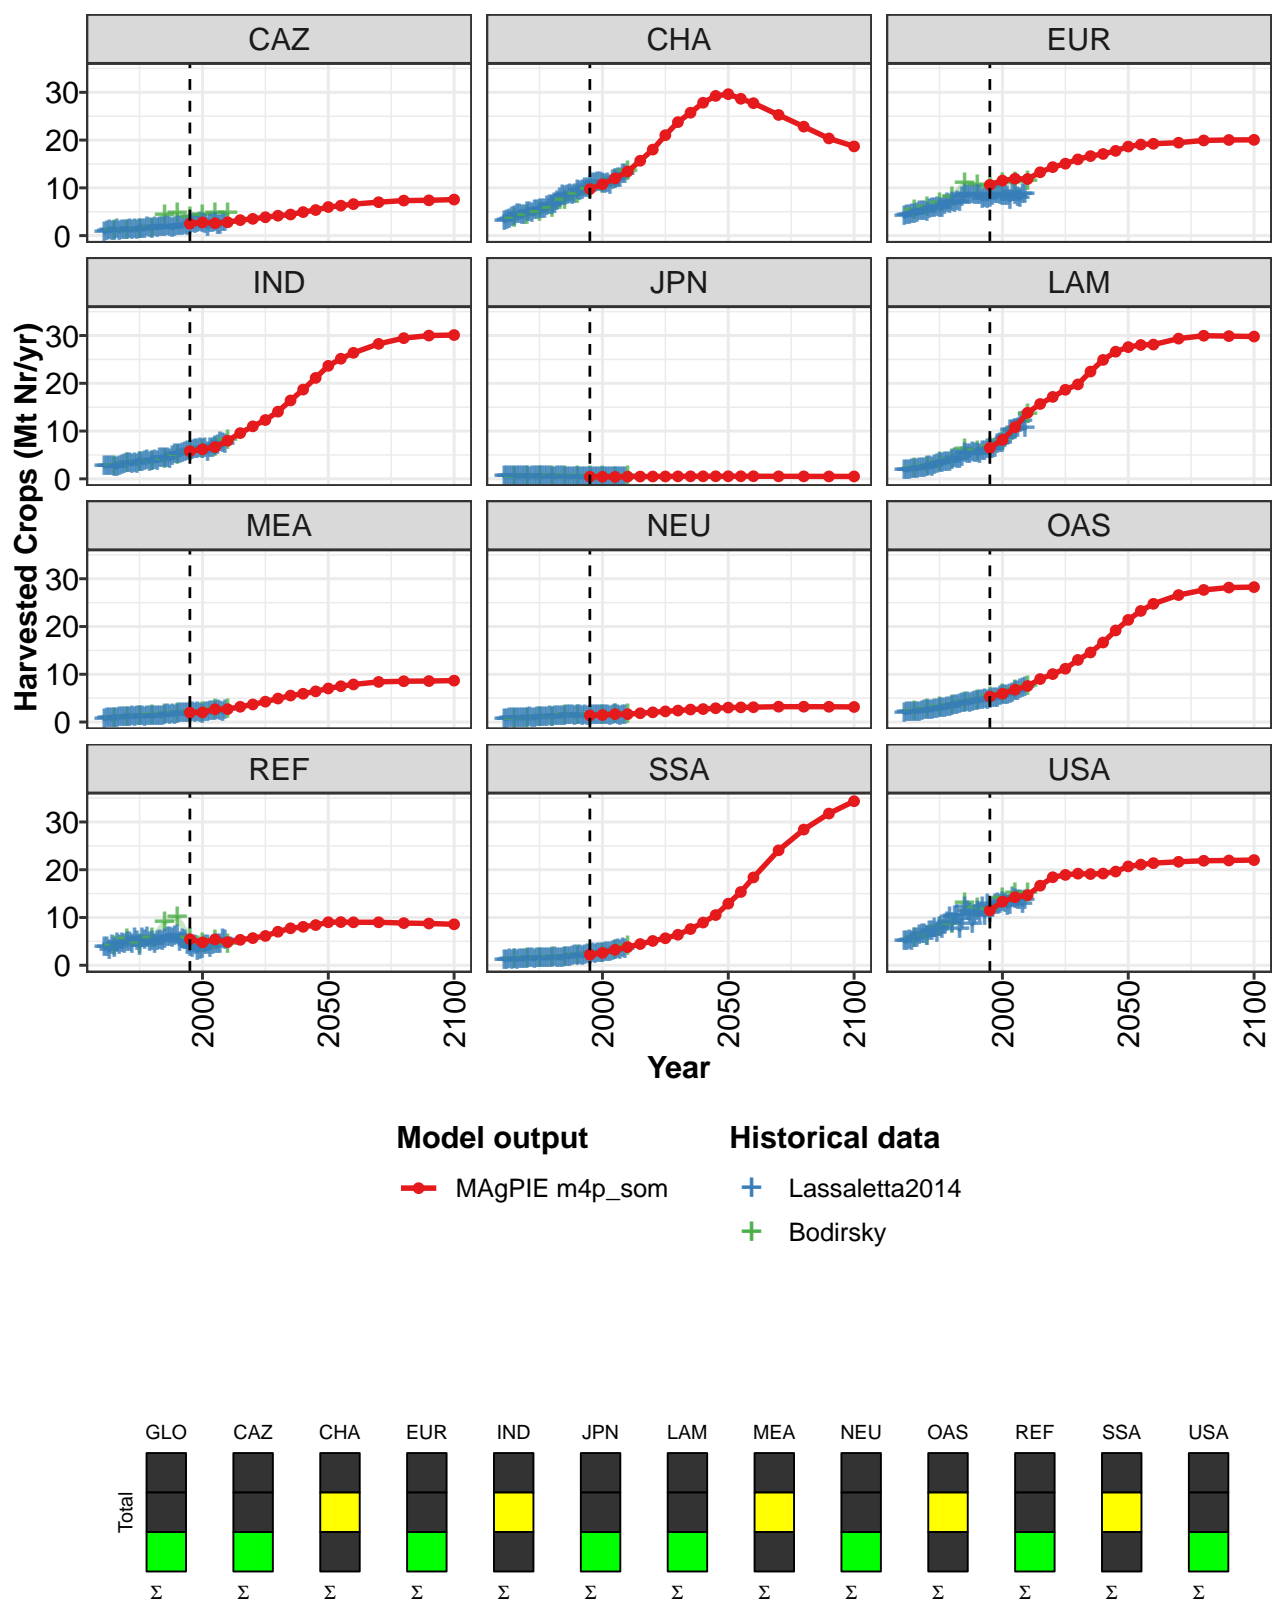 CAZ CHA EUR
30
20
10
0
IND JPN LAM
30
20
10
0
MEA NEU OAS
30
20
10
0
REF SSA USA
30
20
10
0
Harvested Crops (Mt Nr/yr)
2000 2050 2100 2000 2050 2100 2000 2050 2100
Year
Model output Historical data
MAgPIE m4p_som Lassaletta2014
Bodirsky
GLO CAZ CHA EUR IND JPN LAM MEA NEU OAS REF SSA USA
Total
Σ Σ Σ Σ Σ Σ Σ Σ Σ Σ Σ Σ Σ